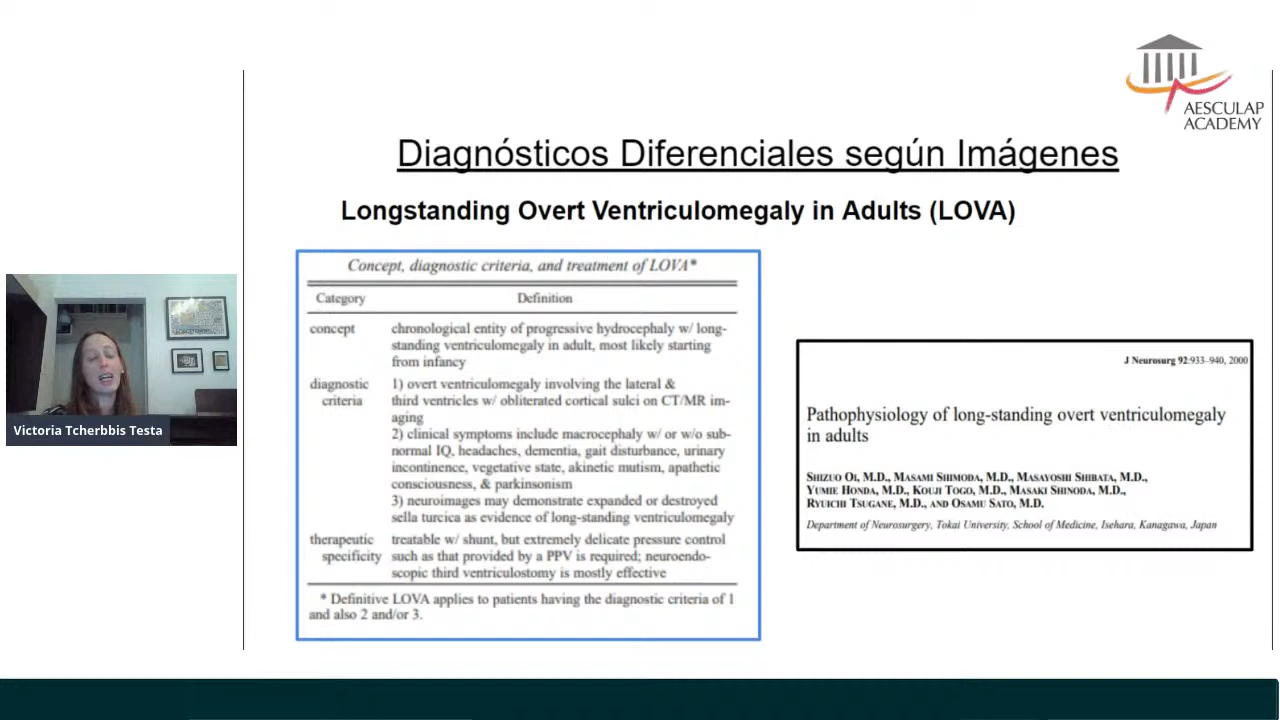 AESCULAP
ACADEMY
Diagnósticos Diferenciales según Imágenes
Longstanding Overt Ventriculomegaly in Adults (LOVA)
Concept, diagnostic criteria, and treatment of LOVA*
Category Definition
concept chronological entity of progressive hydrocephaly w/ long-
standing ventriculomegaly in adult, most likely starting
from infancy
diagnostic 1) overt ventriculomegaly involving the lateral &
criteria third ventricles w/ obliterated cortical sulci on CT/MR im-
aging
2) clinical symptoms include macrocephaly w/ or w/o sub-
normal IQ, headaches, dementia, gait disturbance, urinary
incontinence, vegetative state, akinetic mutism, apathetic
consciousness, & parkinsonism
3) neuroimages may demonstrate expanded or destroyed
sella turcica as evidence of long-standing ventriculomegaly
therapeutic treatable w/ shunt, but extremely delicate pressure control
specificity such as that provided by a PPV is required; neuroendo-
scopic third ventriculostomy is mostly effective
* Definitive LOVA applies to patients having the diagnostic criteria of 1
and also 2 and/or 3.
J Neurosurg 92:933–940, 2000
Pathophysiology of long-standing overt ventriculomegaly
in adults
SHIZUO OI, M.D., MASAMI SHIMODA, M.D., MASAYOSHI SHIBATA, M.D.,
YUMIE HONDA, M.D., KOUJI TOGO, M.D., MASAKI SHINODA, M.D.,
RYUICHI TSUGANE, M.D., AND OSAMU SATO, M.D.
Department of Neurosurgery, Tokai University, School of Medicine, Isehara, Kanagawa, Japan
Victoria Tcherbbis Testa